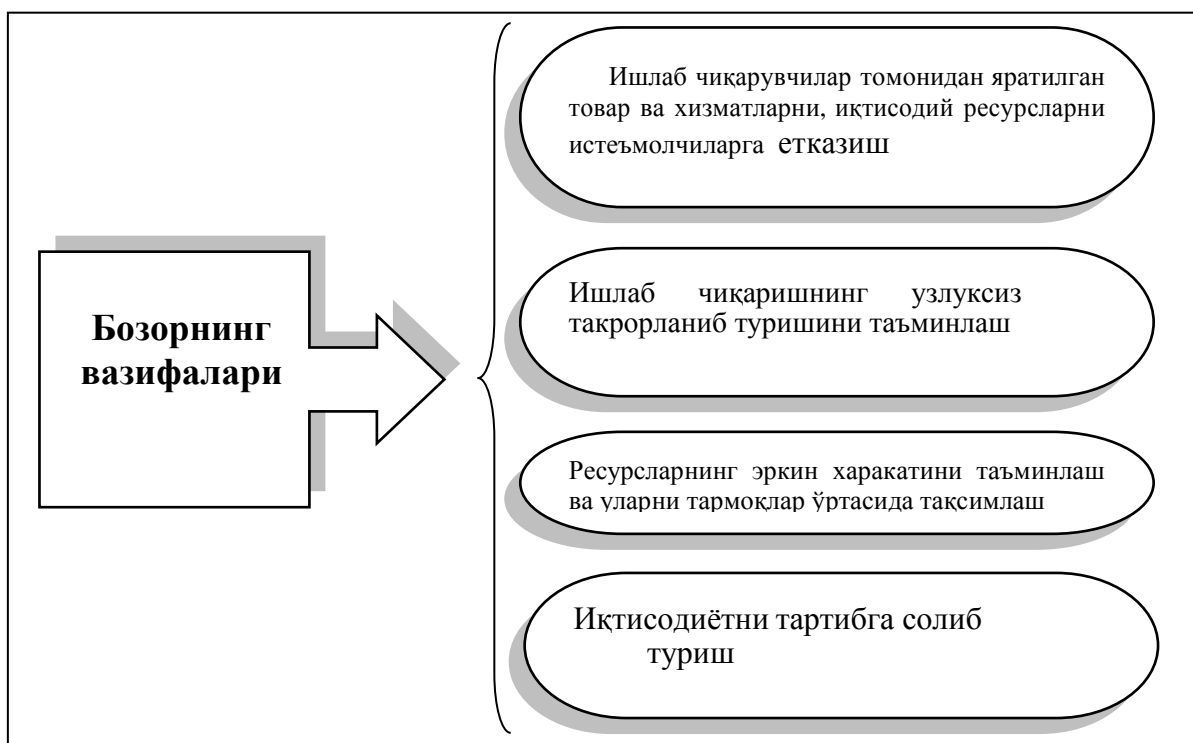 Бозорнинг
вазифалари
Ишлаб чиқарувчилар томонидан яратилган
товар ва хизматларни, иқтисодий ресурсларни
истеъмолчиларга етказиш
Ишлаб чиқаришнинг узлуксиз
такрорланиб туришини таъминлаш
Ресурсларнинг эркин харакатини таъминлаш
ва уларни тармоқлар ўртасида тақсимлаш
Иқтисодиётни тартибга солиб
туриш